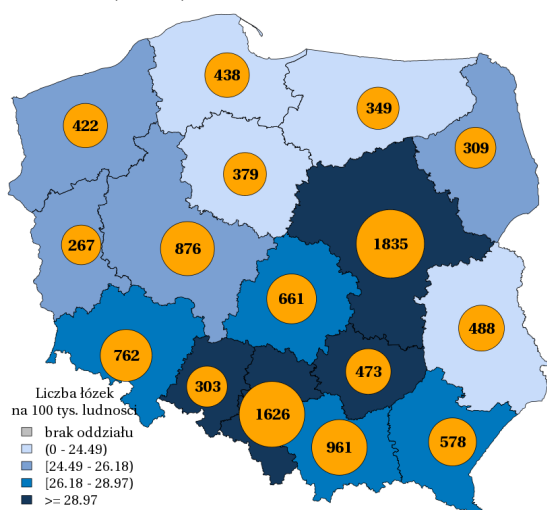 438
349
422
309
379
1835
267
876
661
488
762
473
303
1626
961
578
Liczba łózek
na 100 tys. ludności
brak oddziału
(0 - 24.49)
[24.49 - 26.18)
[26.18 - 28.97)
>= 28.97